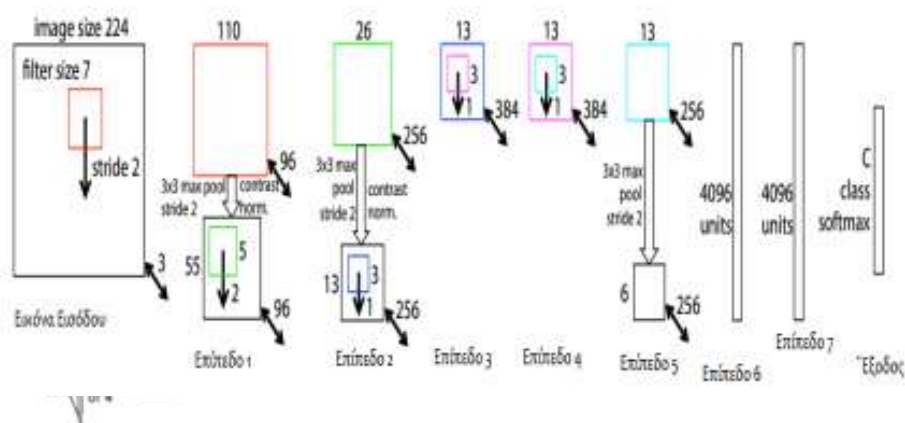 image size 224
filter size 7
stride 2
3
Εικόνα Εισόδου
110
96
3x3 max pool
stride 2
contrast
norm.
55
5
2
96
Επίπεδο 1
26
256
3x3 max
pool
stride 2
contrast
norm.
13
3
1
256
Επίπεδο 2
13
3
1
384
Επίπεδο 3
13
3
1
384
Επίπεδο 4
13
256
3x3 max
pool
stride 2
6
256
Επίπεδο 5
4096
units
Επίπεδο 6
4096
units
Επίπεδο 7
C
class
softmax
Έξοδος